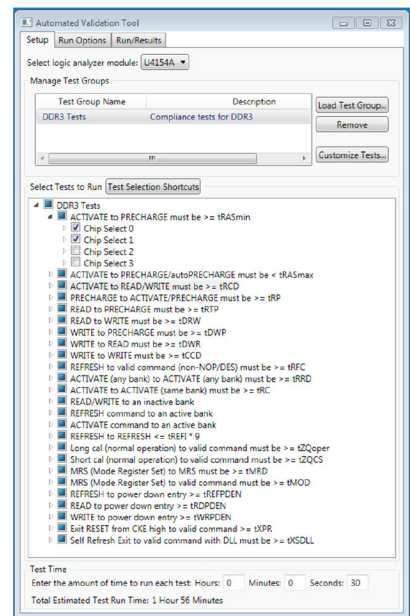 Automated Validation Tool
Setup Run Options Run/Results
Select logic analyzer module: U4154A
Manage Test Groups
Test Group Name Description
DDR3 Tests Compliance tests for DDR3
Load Test Group...
Remove
Customize Tests...
Select Tests to Run Test Selection Shortcuts
DDR3 Tests
ACTIVATE to PRECHARGE must be >= tRASmin
Chip Select 0
Chip Select 1
Chip Select 2
Chip Select 3
ACTIVATE to PRECHARGE/autoPRECHARGE must be < tRASmax
ACTIVATE to READ/WRITE must be >= tRCD
PRECHARGE to ACTIVATE/PRECHARGE must be >= tRP
READ to PRECHARGE must be >= tRTP
READ to WRITE must be >= tDRW
WRITE to PRECHARGE must be >= tDWP
WRITE to READ must be >= tDWR
WRITE to WRITE must be >= tCCD
REFRESH to valid command (non-NOP/DES) must be >= tRFC
ACTIVATE (any bank) to ACTIVATE (any bank) must be >= tRRD
ACTIVATE to ACTIVATE (same bank) must be >= tRC
READ/WRITE to an inactive bank
REFRESH command to an active bank
ACTIVATE command to an active bank
REFRESH to REFRESH <= tREFI * 9
Long cal (normal operation) to valid command must be >= tZQoper
Short cal (normal operation) to valid command must be >= tZQCS
MRS (Mode Register Set) to MRS must be >= tMRD
MRS (Mode Register Set) to valid command must be >= tMOD
REFRESH to power down entry >= tREFPDEN
READ to power down entry >= tRDPDEN
WRITE to power down entry >= tWRPDEN
Exit RESET from CKE high to valid command >= tXPR
Self Refresh Exit to valid command with DLL must be >= tXSDLL
Test Time
Enter the amount of time to run each test: Hours: 0 Minutes: 0 Seconds: 30
Total Estimated Test Run Time: 1 Hour 56 Minutes